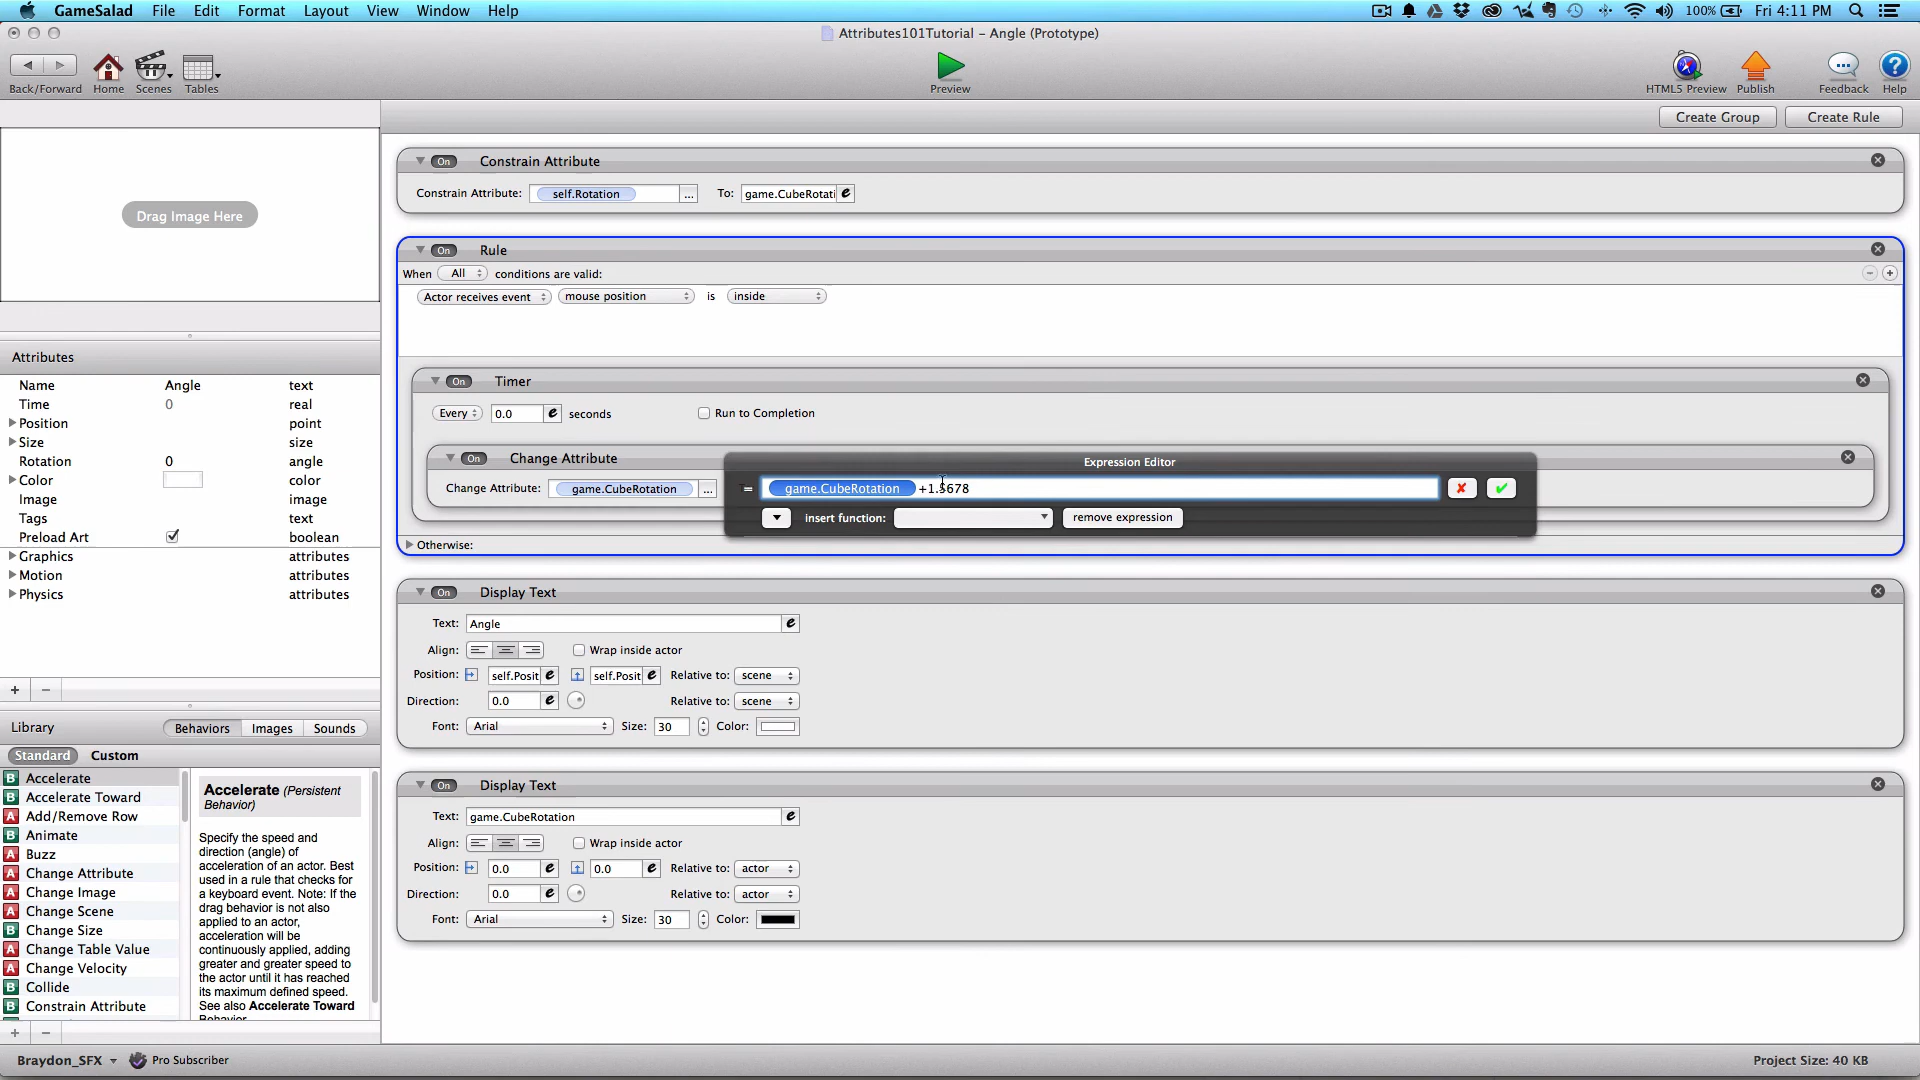 GameSalad File Edit Format Layout View Window Help 100% Fri 4:11 PM
Attributes101Tutorial – Angle (Prototype)
Back/Forward Home Scenes Tables Preview HTML5 Preview Publish Feedback Help
Create Group Create Rule
Drag Image Here
On Constrain Attribute
Constrain Attribute: self.Rotation ... To: game.CubeRotati e
On Rule
When All conditions are valid:
Actor receives event mouse position is inside
On Timer
Every 0.0 e seconds Run to Completion
On Change Attribute
Change Attribute: game.CubeRotation ...
Expression Editor
= game.CubeRotation +1.5678
insert function: remove expression
Otherwise:
On Display Text
Text: Angle e
Align: Wrap inside actor
Position: self.Posit e self.Posit e Relative to: scene
Direction: 0.0 e Relative to: scene
Font: Arial Size: 30 Color:
On Display Text
Text: game.CubeRotation e
Align: Wrap inside actor
Position: 0.0 e 0.0 e Relative to: actor
Direction: 0.0 e Relative to: actor
Font: Arial Size: 30 Color:
Attributes
Name Angle text
Time 0 real
Position point
Size size
Rotation 0 angle
Color color
Image image
Tags text
Preload Art boolean
Graphics attributes
Motion attributes
Physics attributes
+ −
Library Behaviors Images Sounds
Standard Custom
B Accelerate
B Accelerate Toward
A Add/Remove Row
B Animate
A Buzz
A Change Attribute
A Change Image
A Change Scene
B Change Size
A Change Table Value
A Change Velocity
B Collide
B Constrain Attribute
Accelerate (Persistent
Behavior)
Specify the speed and
direction (angle) of
acceleration of an actor. Best
used in a rule that checks for
a keyboard event. Note: If the
drag behavior is not also
applied to an actor,
acceleration will be
continuously applied, adding
greater and greater speed to
the actor until it has reached
its maximum defined speed.
See also Accelerate Toward
Behavior
+ −
Braydon_SFX Pro Subscriber Project Size: 40 KB